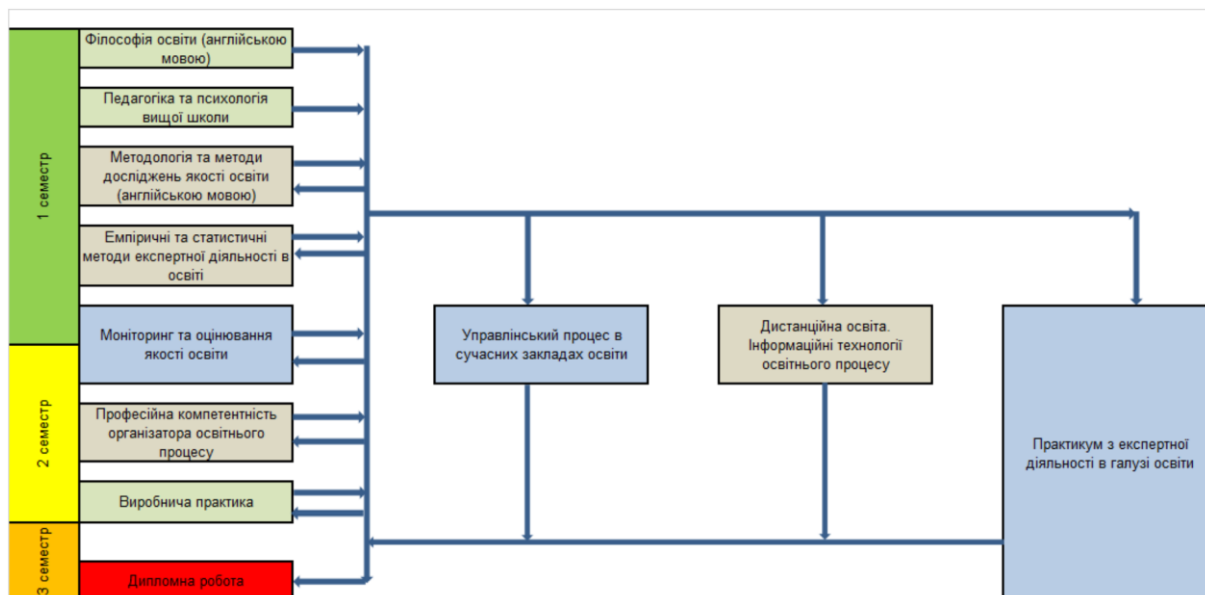 1 семестр
Філософія освіти (англійською
мовою)
Педагогіка та психологія
вищої школи
Методологія та методи
досліджень якості освіти
(англійською мовою)
Емпіричні та статистичні
методи експертної діяльності в
освіті
Моніторинг та оцінювання
якості освіти
Управлінський процес в
сучасних закладах освіти
Дистанційна освіта.
Інформаційні технології
освітнього процесу
Практикум з експертної
діяльності в галузі освіти
2 семестр
Професійна компетентність
організатора освітнього
процесу
Виробнича практика
3 семестр
Дипломна робота